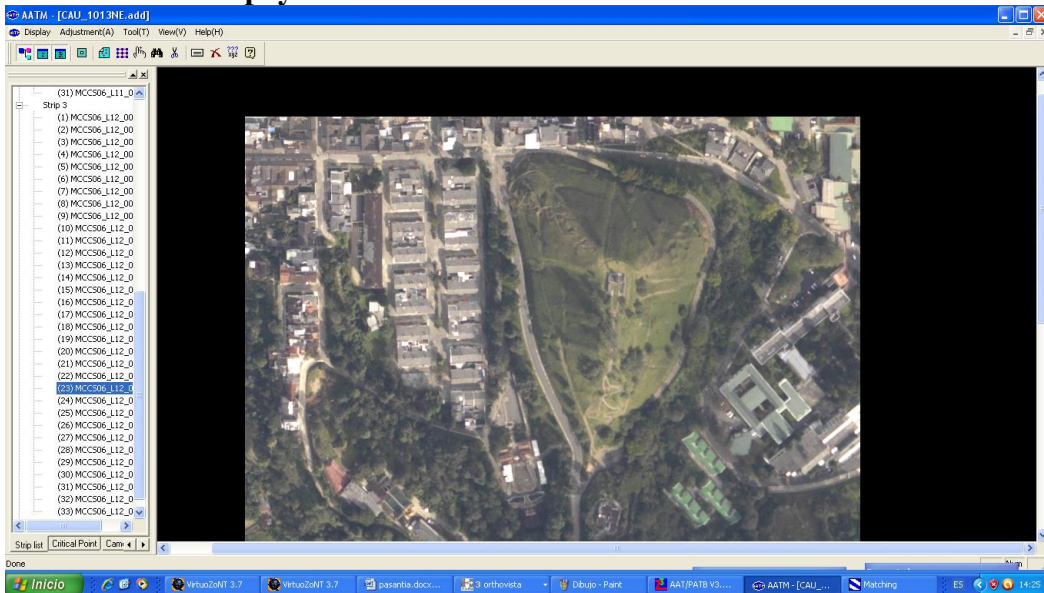 AATM - [CAU_1013NE.add]
Display Adjustment(A) Tool(T) View(V) Help(H)
(31) MCCS06_L11_0
Strip 3
(1) MCCS06_L12_00
(2) MCCS06_L12_00
(3) MCCS06_L12_00
(4) MCCS06_L12_00
(5) MCCS06_L12_00
(6) MCCS06_L12_00
(7) MCCS06_L12_00
(8) MCCS06_L12_00
(9) MCCS06_L12_00
(10) MCCS06_L12_0
(11) MCCS06_L12_0
(12) MCCS06_L12_0
(13) MCCS06_L12_0
(14) MCCS06_L12_0
(15) MCCS06_L12_0
(16) MCCS06_L12_0
(17) MCCS06_L12_0
(18) MCCS06_L12_0
(19) MCCS06_L12_0
(20) MCCS06_L12_0
(21) MCCS06_L12_0
(22) MCCS06_L12_0
(23) MCCS06_L12_0
(24) MCCS06_L12_0
(25) MCCS06_L12_0
(26) MCCS06_L12_0
(27) MCCS06_L12_0
(28) MCCS06_L12_0
(29) MCCS06_L12_0
(30) MCCS06_L12_0
(31) MCCS06_L12_0
(32) MCCS06_L12_0
(33) MCCS06_L12_0
Strip list Critical Point Cam
Done
Inicio VirtuoZoNT 3.7 VirtuoZoNT 3.7 pasantia.docx... 3 orthovista Dibujo - Paint AAT/PATB V3.... AATM - [CAU_... Matching ES 14:25